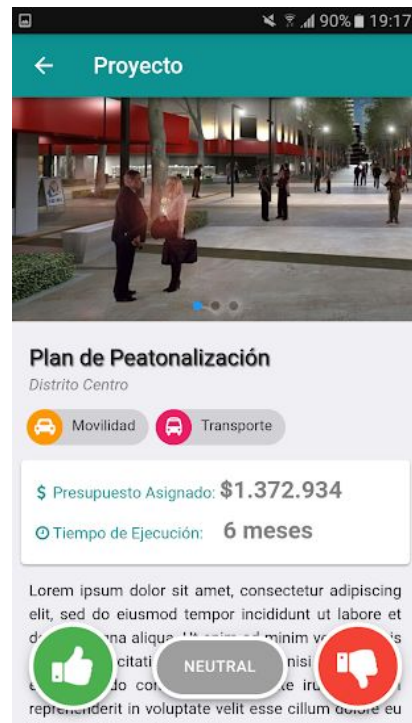 90% 19:17
Proyecto
Plan de Peatonalización
Distrito Centro
Movilidad Transporte
$ Presupuesto Asignado: $1.372.934
Tiempo de Ejecución: 6 meses
Lorem ipsum dolor sit amet, consectetur adipiscing
elit, sed do eiusmod tempor incididunt ut labore et
aliqua. minim
NEUTRAL
reprehenderit in voluptate velit esse cillum dolore eu